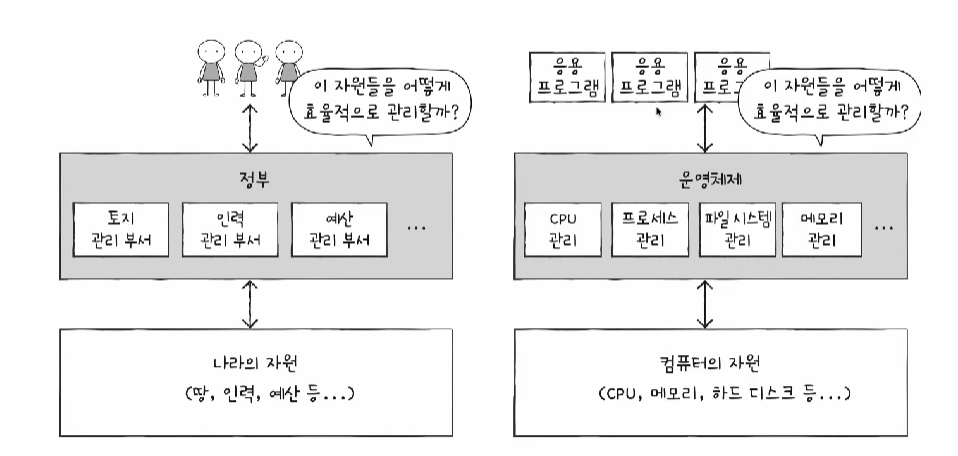 이 자원들을 어떻게
효율적으로 관리할까?
정부
토지
관리 부서
인력
관리 부서
예산
관리 부서
...
나라의 자원
(땅, 인력, 예산 등...)
응용
프로그램
응용
프로그램
응용
프로그
이 자원들을 어떻게
효율적으로 관리할까?
운영체제
CPU
관리
프로세스
관리
파일 시스템
관리
메모리
관리
...
컴퓨터의 자원
(CPU, 메모리, 하드 디스크 등...)